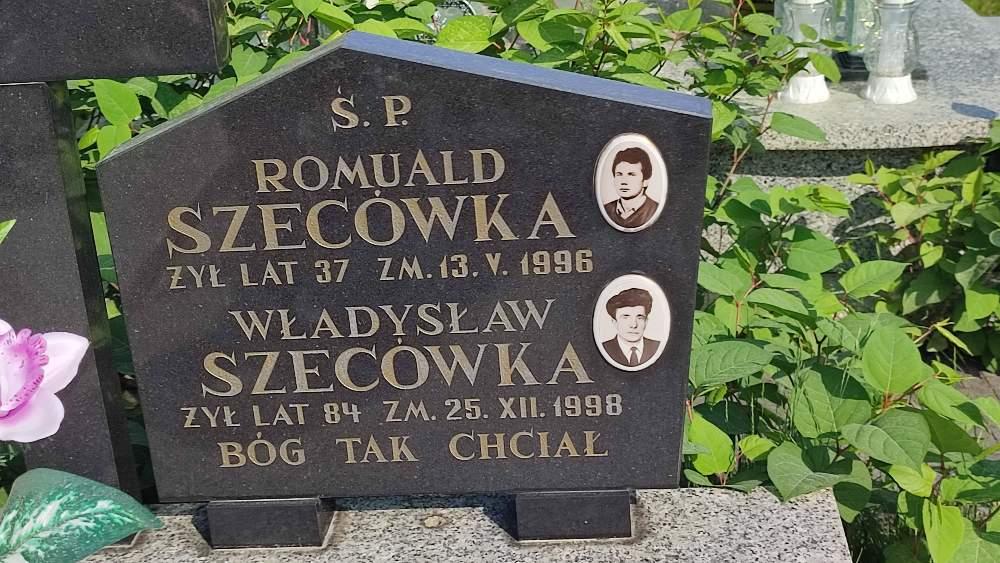 Ś. P.
ROMUALD
SZECÓWKA
ŻYŁ LAT 37 ZM. 13. V. 1996
WŁADYSŁAW
SZECÓWKA
ŻYŁ LAT 84 ZM. 25. XII. 1998
BÓG TAK CHCIAŁ